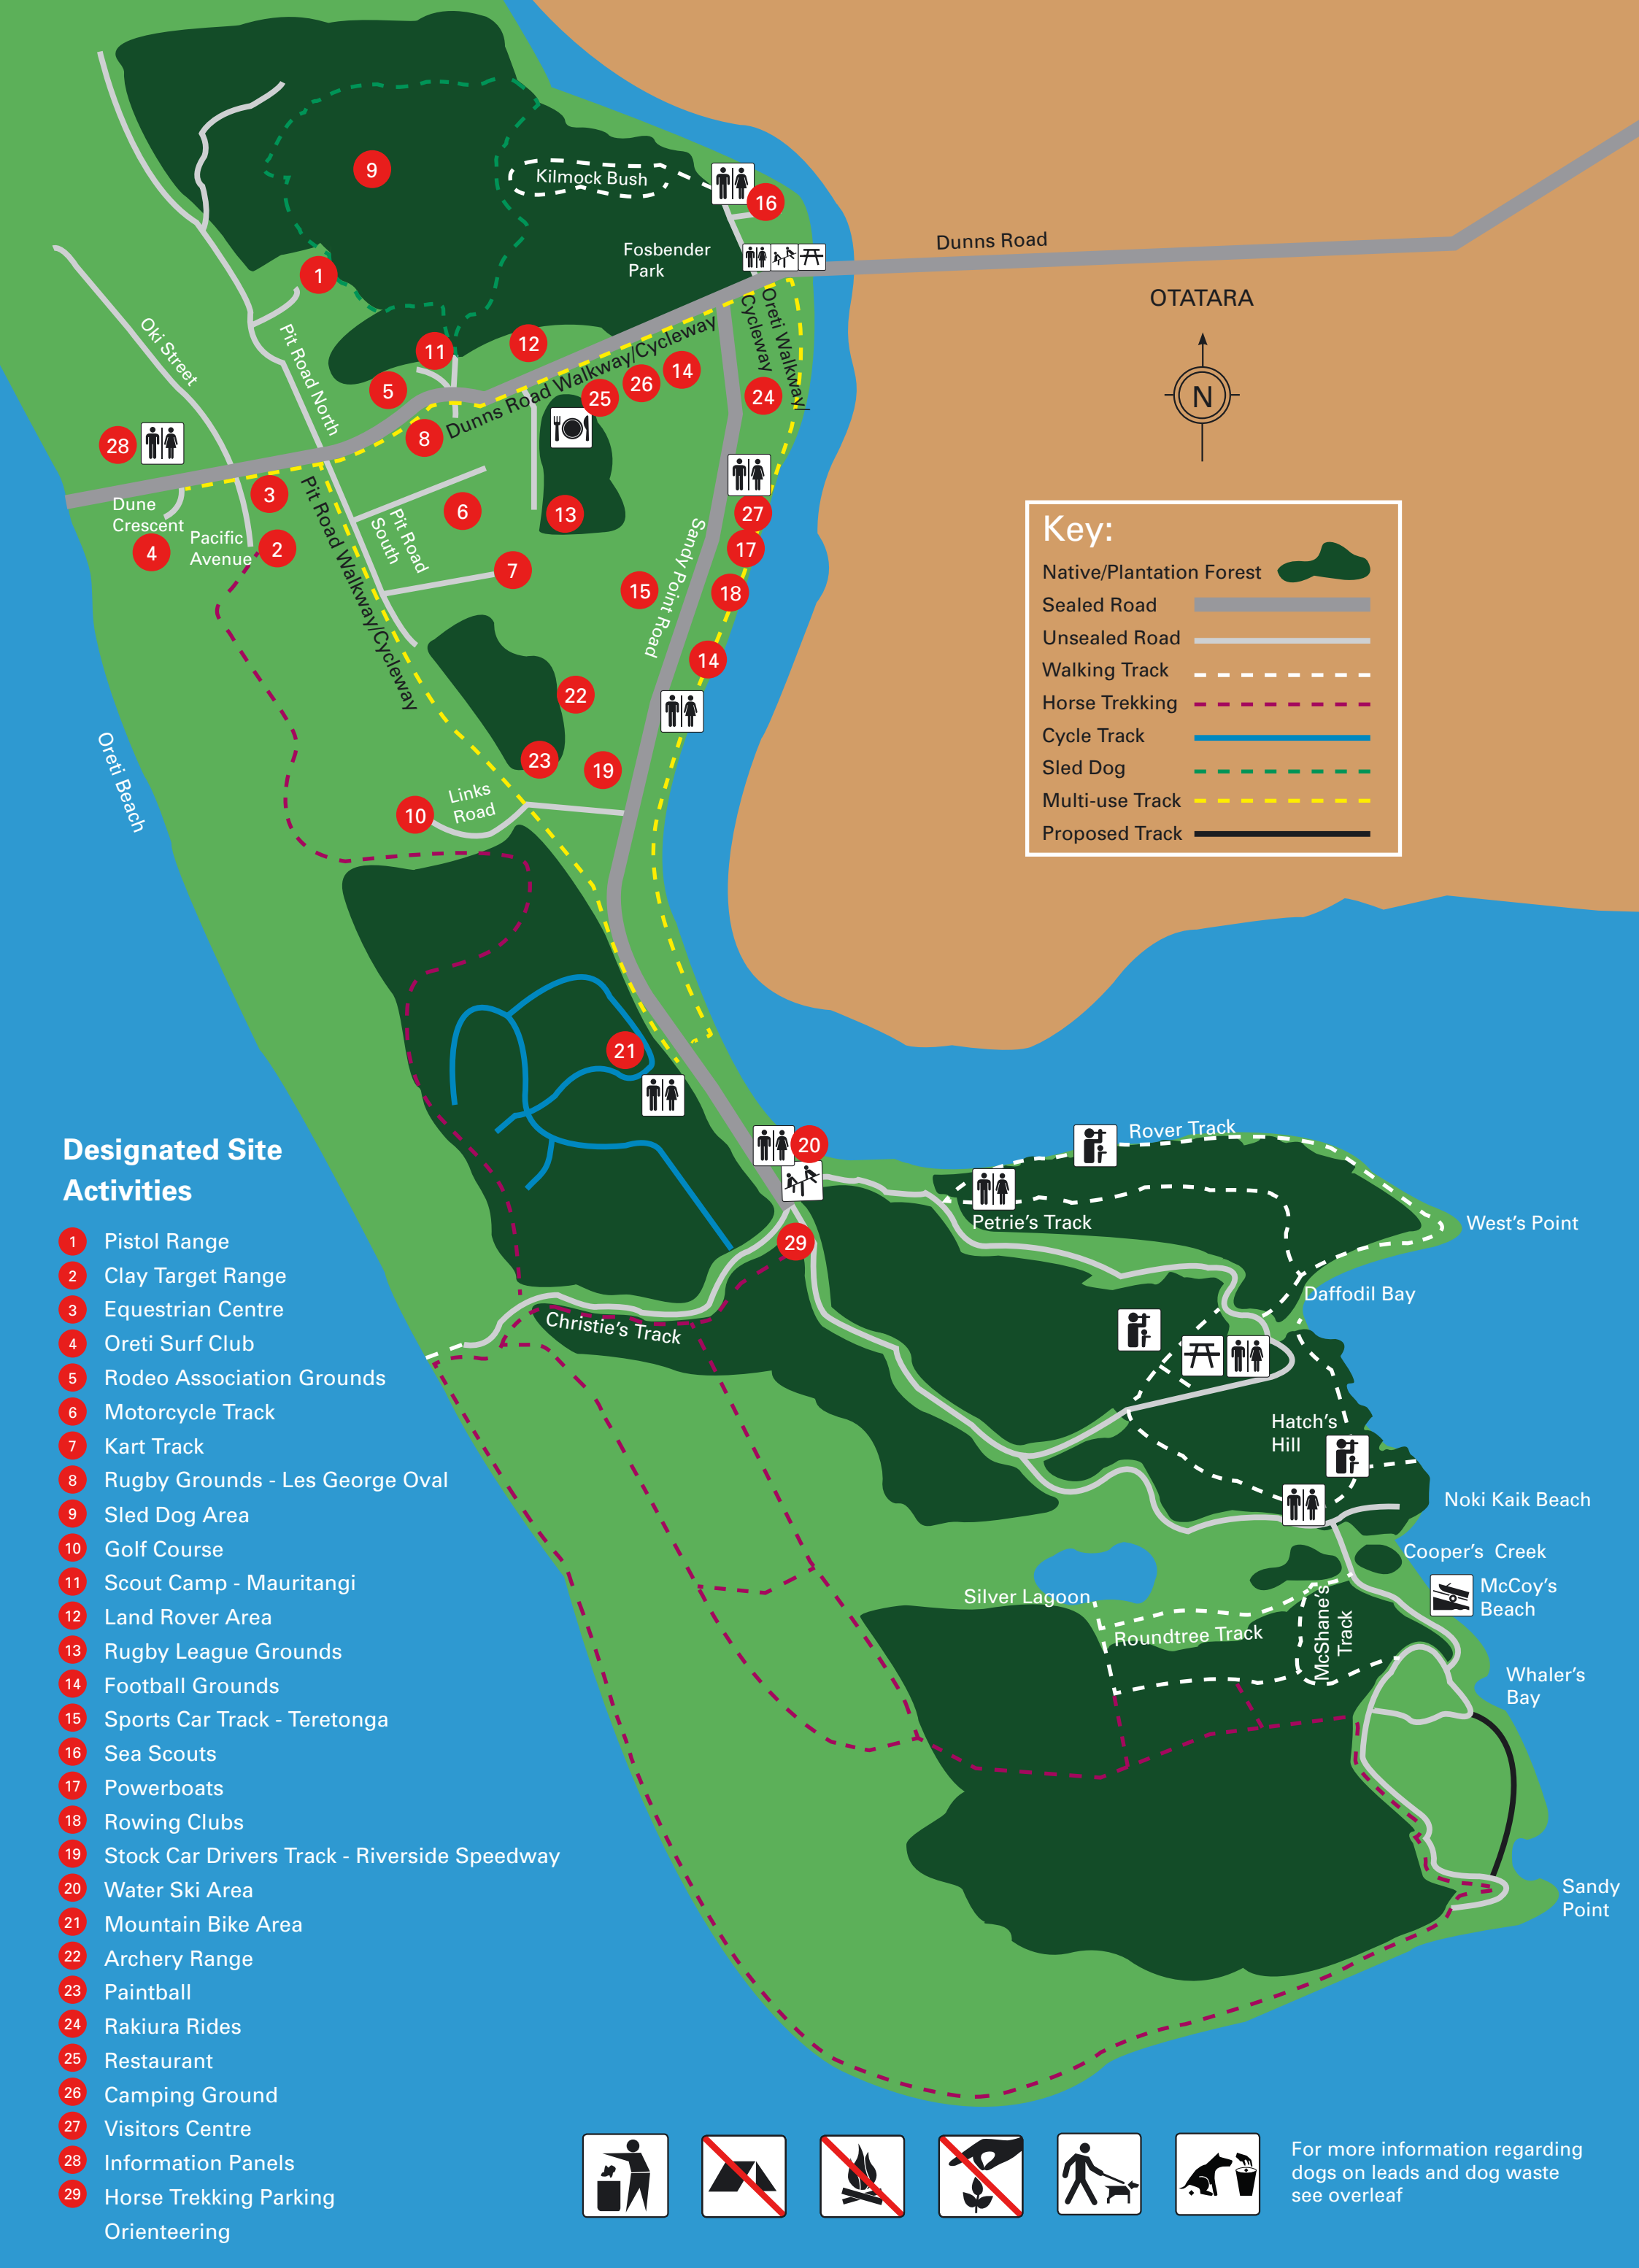 9
Kilmock Bush
16
Fosbender
Park
Dunns Road
OTATARA
N
1
Oki Street
Pit Road North
11
12
5
Dunns Road Walkway/Cycleway
Oreti Walkway/
Cycleway
14
26
25
24
8
28
3
Dune
Crescent
4
Pacific
Avenue
2
Pit Road Walkway/Cycleway
6
Pit Road
South
13
7
27
17
Sandy Point Road
15
18
14
22
23
19
Links
Road
10
Oreti Beach
Key:
Native/Plantation Forest
Sealed Road
Unsealed Road
Walking Track
Horse Trekking
Cycle Track
Sled Dog
Multi-use Track
Proposed Track
21
20
29
Rover Track
Petrie's Track
West's Point
Daffodil Bay
Christie's Track
Hatch's
Hill
Noki Kaik Beach
Cooper's Creek
McCoy's
Beach
Silver Lagoon
Roundtree Track
McShane's
Track
Whaler's
Bay
Sandy
Point
Designated Site
Activities
1 Pistol Range
2 Clay Target Range
3 Equestrian Centre
4 Oreti Surf Club
5 Rodeo Association Grounds
6 Motorcycle Track
7 Kart Track
8 Rugby Grounds - Les George Oval
9 Sled Dog Area
10 Golf Course
11 Scout Camp - Mauritangi
12 Land Rover Area
13 Rugby League Grounds
14 Football Grounds
15 Sports Car Track - Teretonga
16 Sea Scouts
17 Powerboats
18 Rowing Clubs
19 Stock Car Drivers Track - Riverside Speedway
20 Water Ski Area
21 Mountain Bike Area
22 Archery Range
23 Paintball
24 Rakiura Rides
25 Restaurant
26 Camping Ground
27 Visitors Centre
28 Information Panels
29 Horse Trekking Parking
Orienteering
For more information regarding
dogs on leads and dog waste
see overleaf